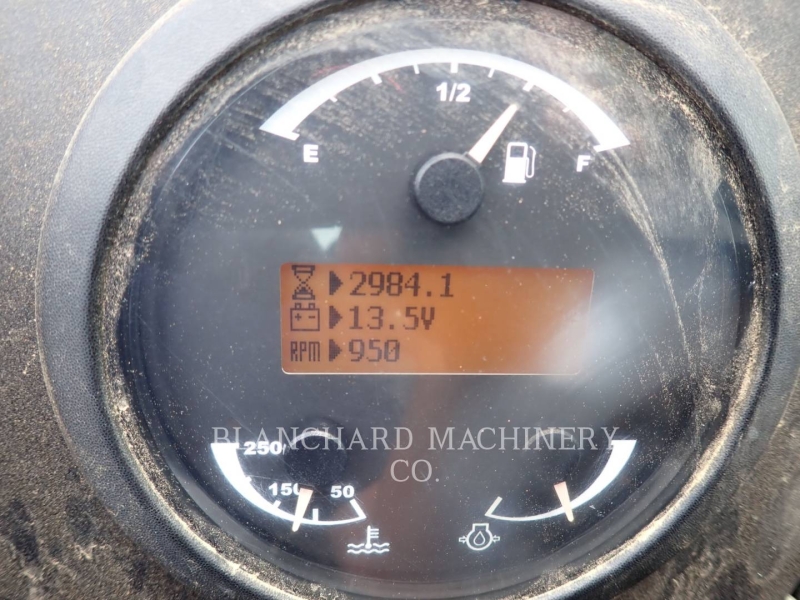 1/2
E F
2984.1
13.5V
RPM 950
BLANCHARD MACHINERY
CO.
250
150 50